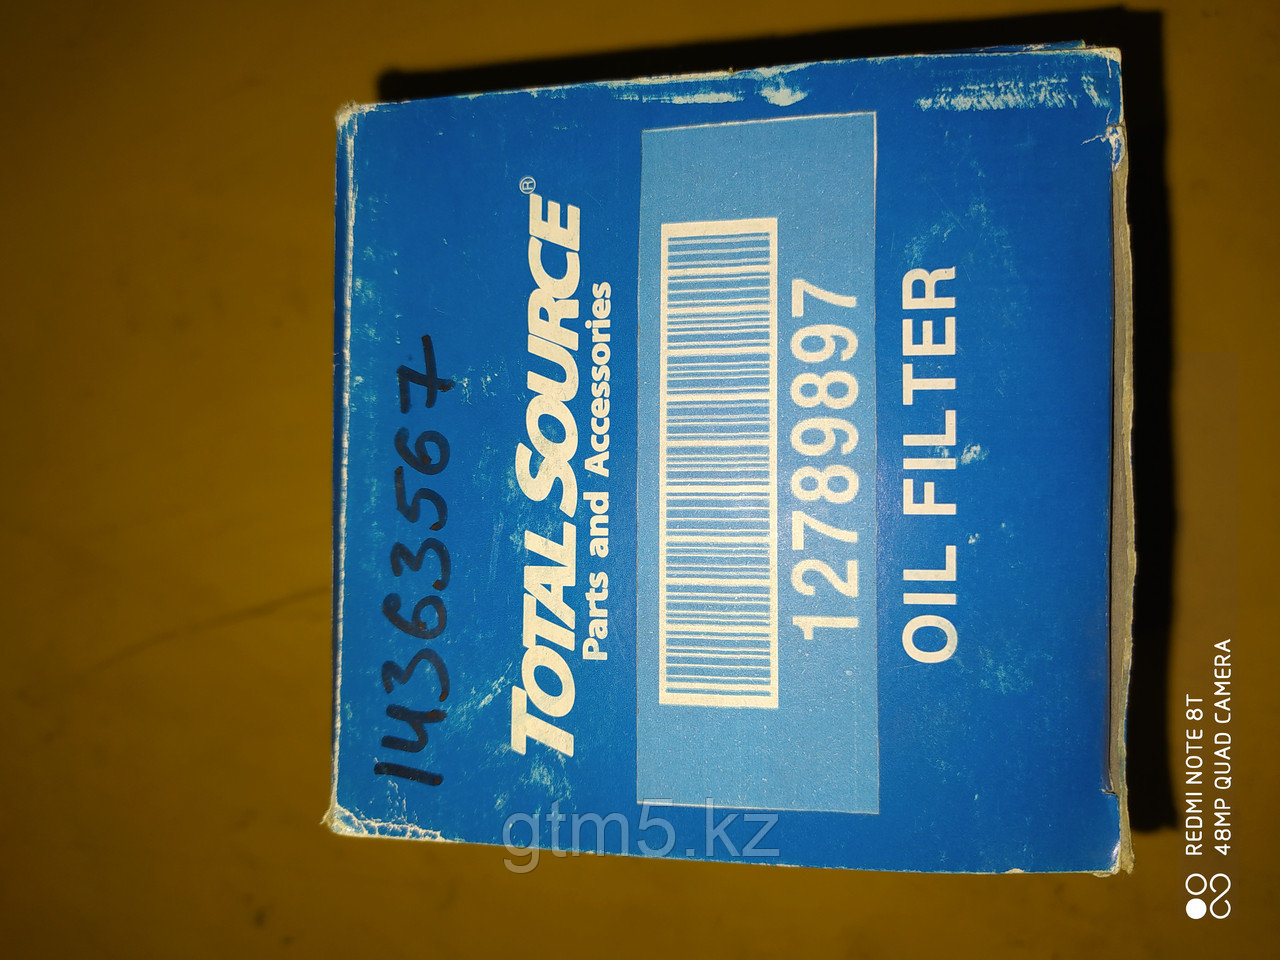 14363567
TOTALSOURCE®
Parts and Accessories
12789897
OIL FILTER
gtm5.kz
REDMI NOTE 8T
48MP QUAD CAMERA